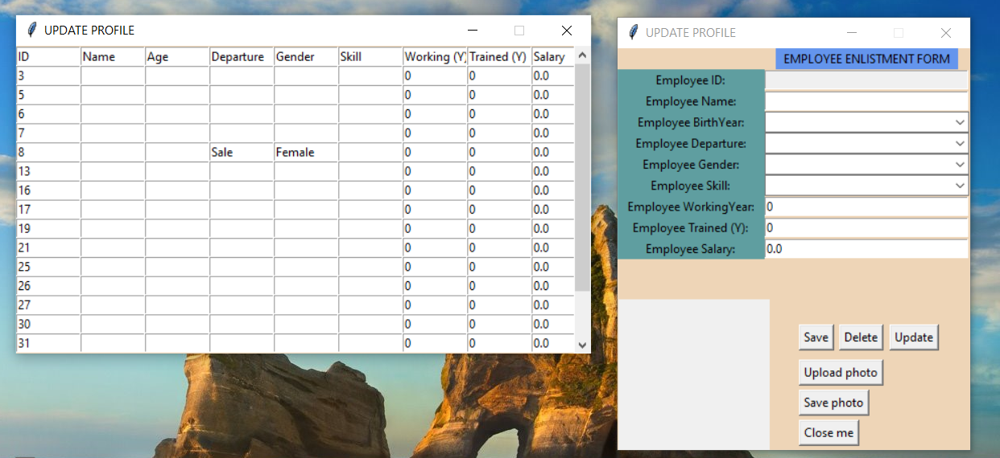 UPDATE PROFILE
ID Name Age Departure Gender Skill Working (Y) Trained (Y) Salary
3 0 0 0.0
5 0 0 0.0
6 0 0 0.0
7 0 0 0.0
8 Sale Female 0 0 0.0
13 0 0 0.0
16 0 0 0.0
17 0 0 0.0
19 0 0 0.0
21 0 0 0.0
25 0 0 0.0
26 0 0 0.0
27 0 0 0.0
30 0 0 0.0
31 0 0 0.0
UPDATE PROFILE
EMPLOYEE ENLISTMENT FORM
Employee ID:
Employee Name:
Employee BirthYear:
Employee Departure:
Employee Gender:
Employee Skill:
Employee WorkingYear: 0
Employee Trained (Y): 0
Employee Salary: 0.0
Save Delete Update
Upload photo
Save photo
Close me